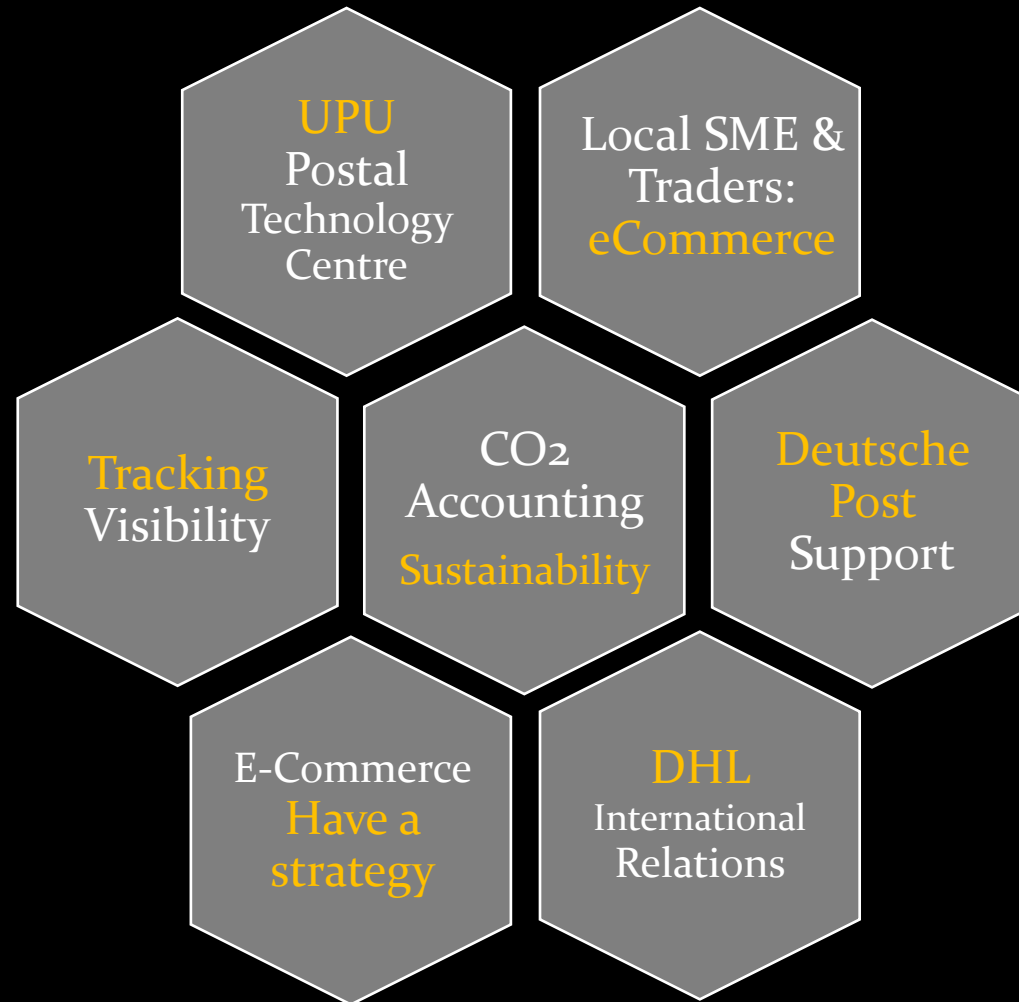 UPU
Postal
Technology
Centre
Local SME &
Traders:
eCommerce
Tracking
Visibility
CO2
Accounting
Sustainability
Deutsche
Post
Support
E-Commerce
Have a
strategy
DHL
International
Relations